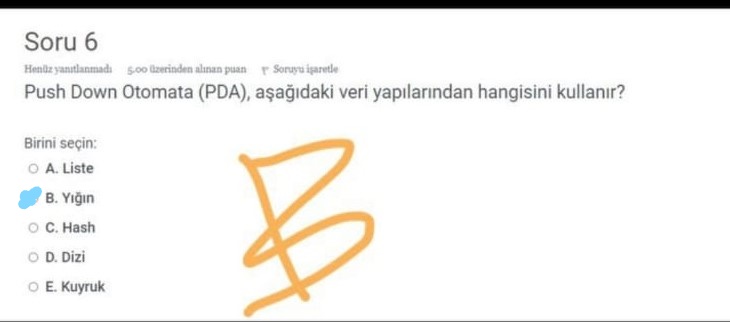 Soru 6
Henüz yanıtlanmadı 5,00 üzerinden alınan puan Soruyu işaretle
Push Down Otomata (PDA), aşağıdaki veri yapılarından hangisini kullanır?
Birini seçin:
A. Liste
B. Yığın
C. Hash
D. Dizi
E. Kuyruk
B